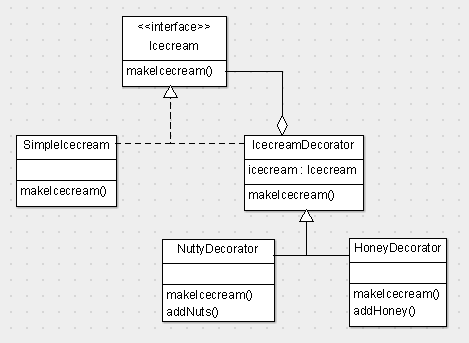 <<interface>>
Icecream
makeIcecream()
SimpleIcecream
makeIcecream()
IcecreamDecorator
icecream : Icecream
makeIcecream()
NuttyDecorator
makeIcecream()
addNuts()
HoneyDecorator
makeIcecream()
addHoney()